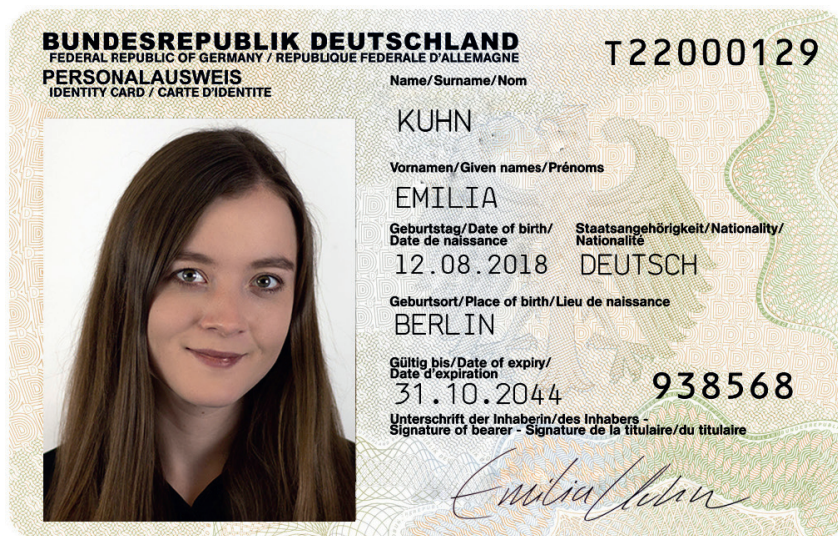 BUNDESREPUBLIK DEUTSCHLAND
FEDERAL REPUBLIC OF GERMANY / REPUBLIQUE FEDERALE D'ALLEMAGNE
PERSONALAUSWEIS
IDENTITY CARD / CARTE D'IDENTITE
T22000129
Name/Surname/Nom
KUHN
Vornamen/Given names/Prénoms
EMILIA
Geburtstag/Date of birth/
Date de naissance
12.08.2018
Staatsangehörigkeit/Nationality/
Nationalité
DEUTSCH
Geburtsort/Place of birth/Lieu de naissance
BERLIN
Gültig bis/Date of expiry/
Date d'expiration
31.10.2044
938568
Unterschrift der Inhaberin/des Inhabers -
Signature of bearer - Signature de la titulaire/du titulaire
Emilia Kuhn